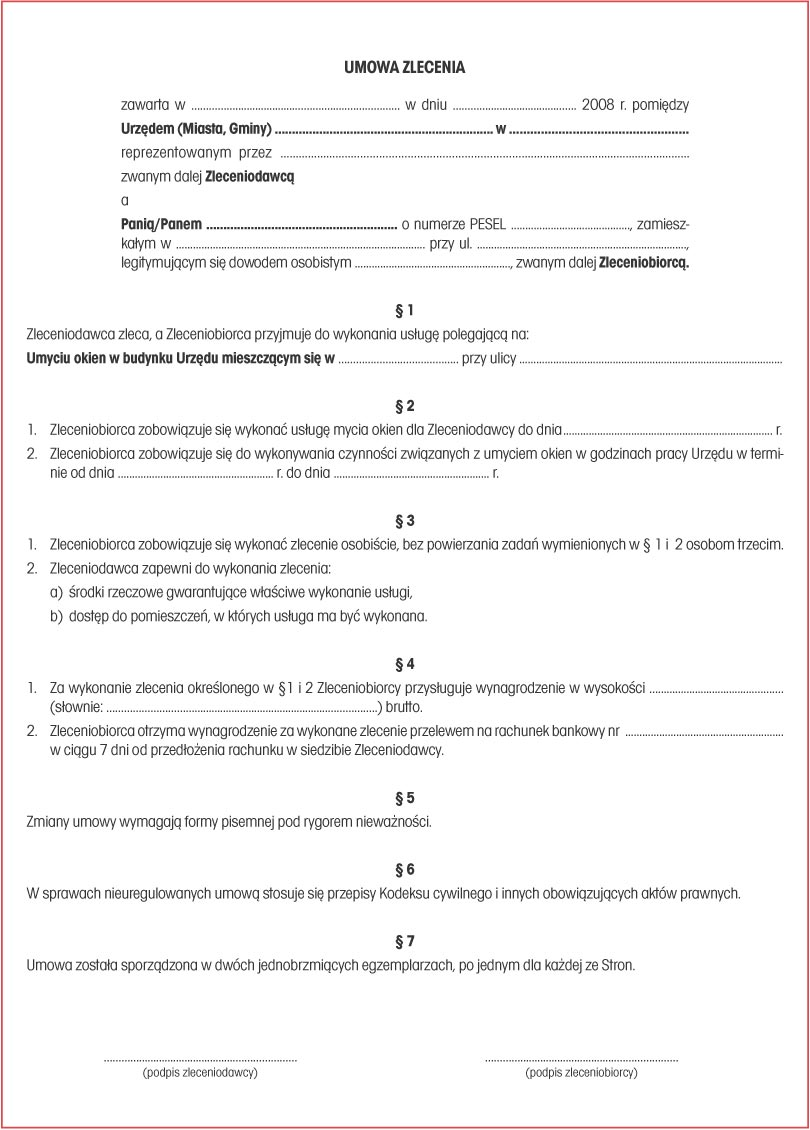 UMOWA ZLECENIA
zawarta w .......................................................................... w dniu ............................................ 2008 r. pomiędzy
Urzędem (Miasta, Gminy) ................................................................. w .....................................................
reprezentowanym przez ................................................................................................................................................
zwanym dalej Zleceniodawcą
a
Panią/Panem ......................................................... o numerze PESEL .........................................., zamiesz-
kałym w ........................................................................................ przy ul. ..........................................................................,
legitymującym się dowodem osobistym ......................................................., zwanym dalej Zleceniobiorcą.
§ 1
Zleceniodawca zleca, a Zleceniobiorca przyjmuje do wykonania usługę polegającą na:
Umyciu okien w budynku Urzędu mieszczącym się w .......................................... przy ulicy .............................................................................................
§ 2
1. Zleceniobiorca zobowiązuje się wykonać usługę mycia okien dla Zleceniodawcy do dnia.......................................................................... r.
2. Zleceniobiorca zobowiązuje się do wykonywania czynności związanych z umyciem okien w godzinach pracy Urzędu w termi-
nie od dnia ....................................................... r. do dnia ....................................................... r.
§ 3
1. Zleceniobiorca zobowiązuje się wykonać zlecenie osobiście, bez powierzania zadań wymienionych w § 1 i 2 osobom trzecim.
2. Zleceniodawca zapewni do wykonania zlecenia:
a) środki rzeczowe gwarantujące właściwe wykonanie usługi,
b) dostęp do pomieszczeń, w których usługa ma być wykonana.
§ 4
1. Za wykonanie zlecenia określonego w §1 i 2 Zleceniobiorcy przysługuje wynagrodzenie w wysokości ...............................................
(słownie: ................................................................................................) brutto.
2. Zleceniobiorca otrzyma wynagrodzenie za wykonane zlecenie przelewem na rachunek bankowy nr ........................................................
w ciągu 7 dni od przedłożenia rachunku w siedzibie Zleceniodawcy.
§ 5
Zmiany umowy wymagają formy pisemnej pod rygorem nieważności.
§ 6
W sprawach nieuregulowanych umową stosuje się przepisy Kodeksu cywilnego i innych obowiązujących aktów prawnych.
§ 7
Umowa została sporządzona w dwóch jednobrzmiących egzemplarzach, po jednym dla każdej ze Stron.
.................................................................... ....................................................................
(podpis zleceniodawcy) (podpis zleceniobiorcy)